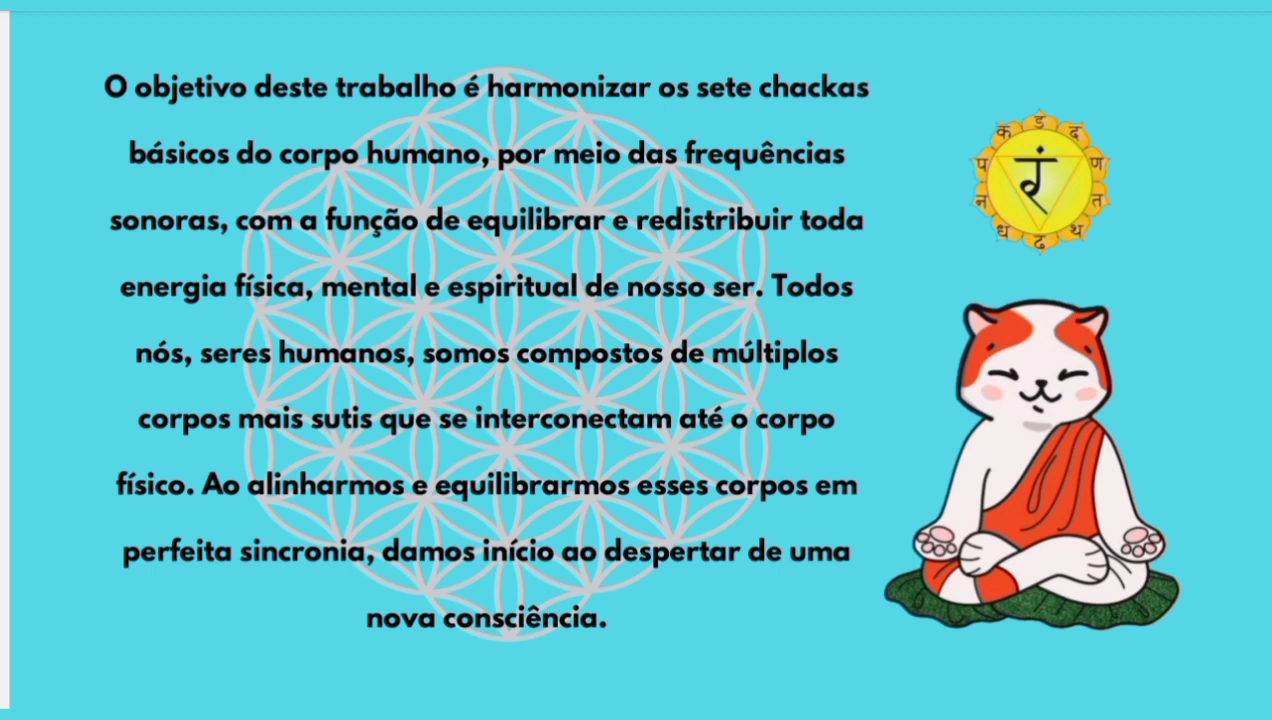 O objetivo deste trabalho é harmonizar os sete chackas
básicos do corpo humano, por meio das frequências
sonoras, com a função de equilibrar e redistribuir toda
energia física, mental e espiritual de nosso ser. Todos
nós, seres humanos, somos compostos de múltiplos
corpos mais sutis que se interconectam até o corpo
físico. Ao alinharmos e equilibrarmos esses corpos em
perfeita sincronia, damos início ao despertar de uma
nova consciência.
रं
डं
द
ण
त
थ
ढ
ध
न
प
क